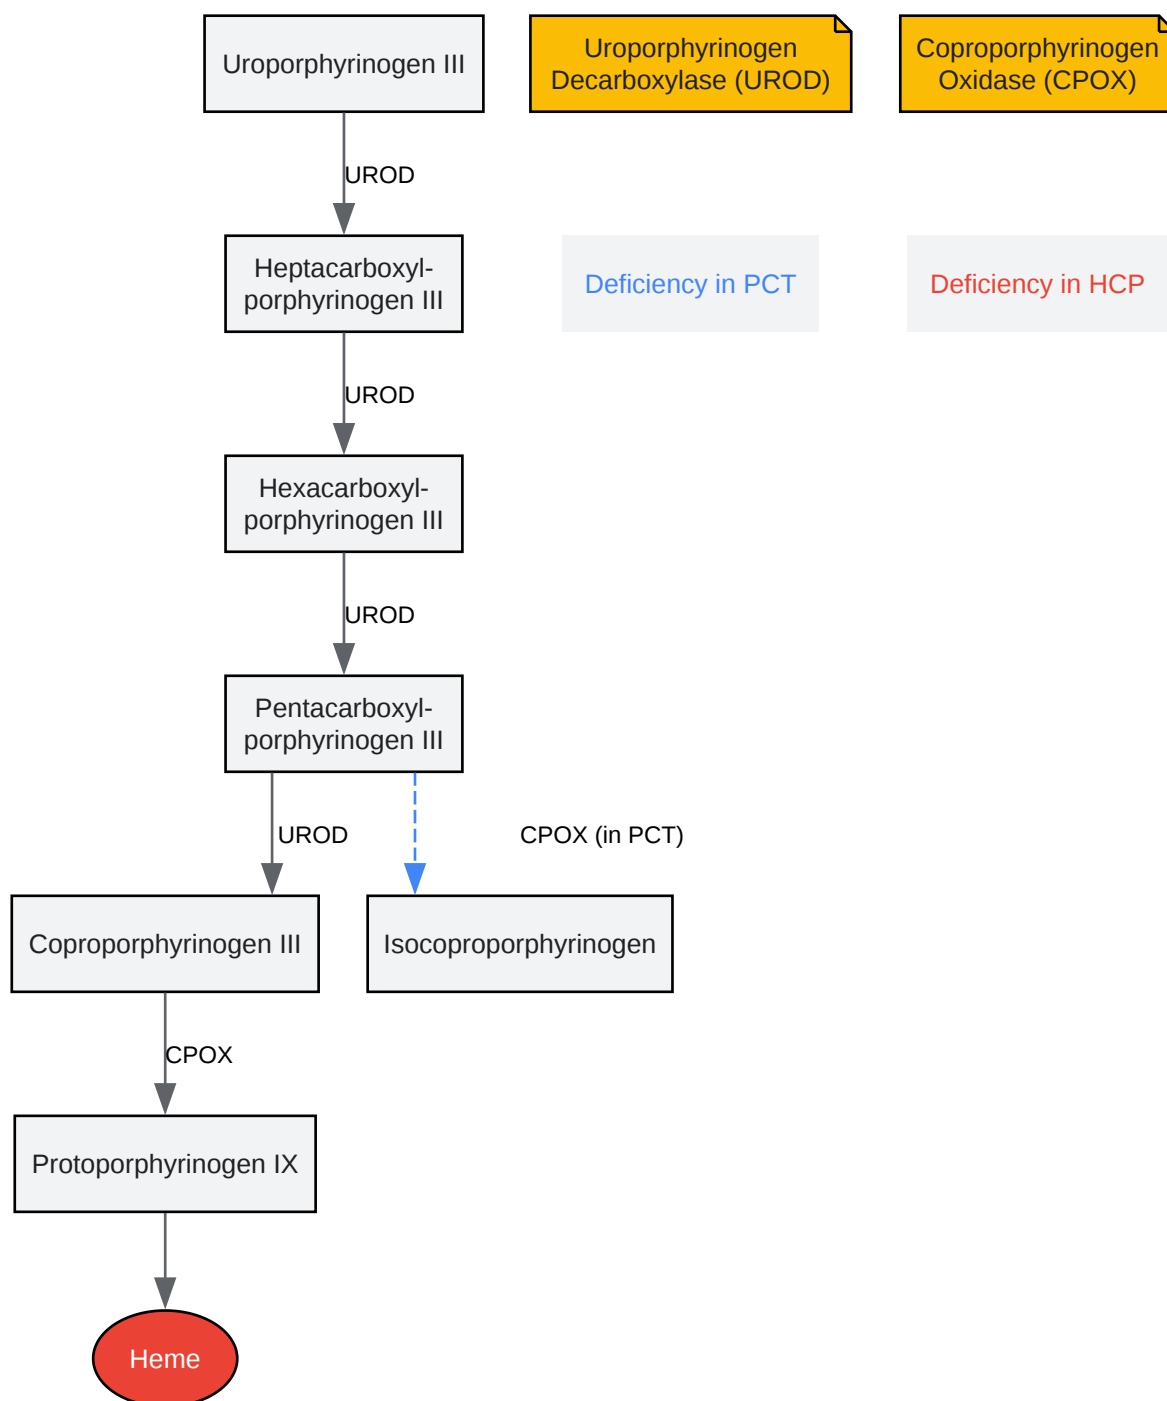 Uroporphyrinogen III
Uroporphyrinogen
Decarboxylase (UROD)
Coproporphyrinogen
Oxidase (CPOX)
UROD
Heptacarboxyl-
porphyrinogen III
Deficiency in PCT
Deficiency in HCP
UROD
Hexacarboxyl-
porphyrinogen III
UROD
Pentacarboxyl-
porphyrinogen III
UROD
CPOX (in PCT)
Coproporphyrinogen III
Isocoproporphyrinogen
CPOX
Protoporphyrinogen IX
Heme